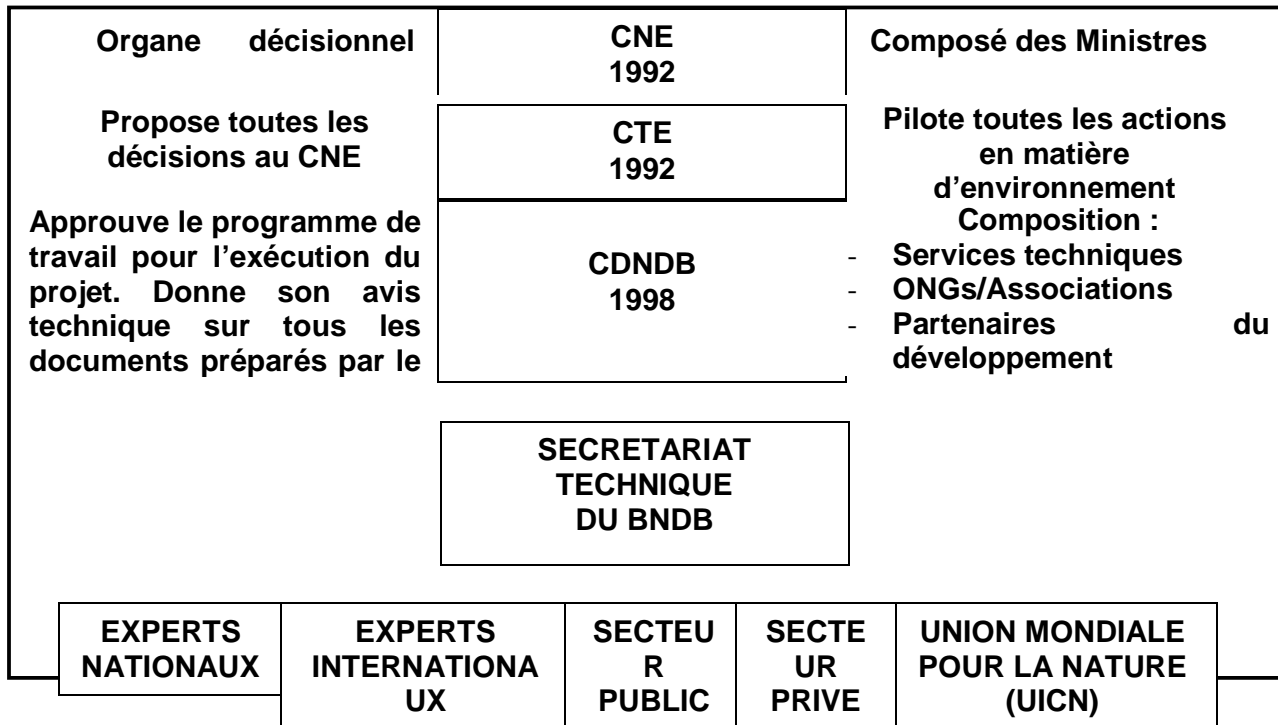 Organe décisionnel
CNE
1992
Composé des Ministres
Propose toutes les
décisions au CNE
CTE
1992
Pilote toutes les actions
en matière
d’environnement
Approuve le programme de
travail pour l’exécution du
projet. Donne son avis
technique sur tous les
documents préparés par le
CDNDB
1998
Composition :
- Services techniques
- ONGs/Associations
- Partenaires du
développement
SECRETARIAT
TECHNIQUE
DU BNDB
EXPERTS
NATIONAUX
EXPERTS
INTERNATIONA
UX
SECTEU
R
PUBLIC
SECTE
UR
PRIVE
UNION MONDIALE
POUR LA NATURE
(UICN)